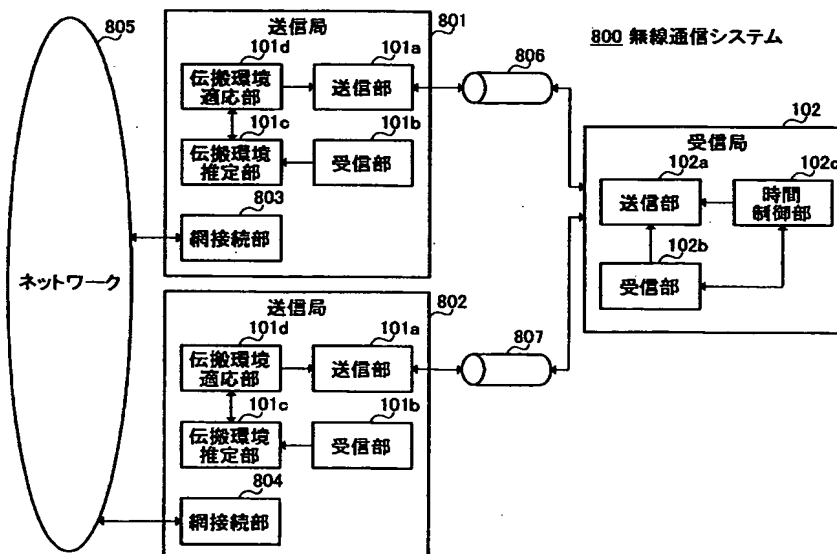 805
送信局
801
800 無線通信システム
101d
101a
伝搬環境
適応部
送信部
806
101c
101b
伝搬環境
推定部
受信部
102
受信局
102a
102c
送信部
時間
制御部
803
網接続部
102b
受信部
ネットワーク
送信局
802
101d
101a
伝搬環境
適応部
送信部
807
101c
101b
伝搬環境
推定部
受信部
804
網接続部